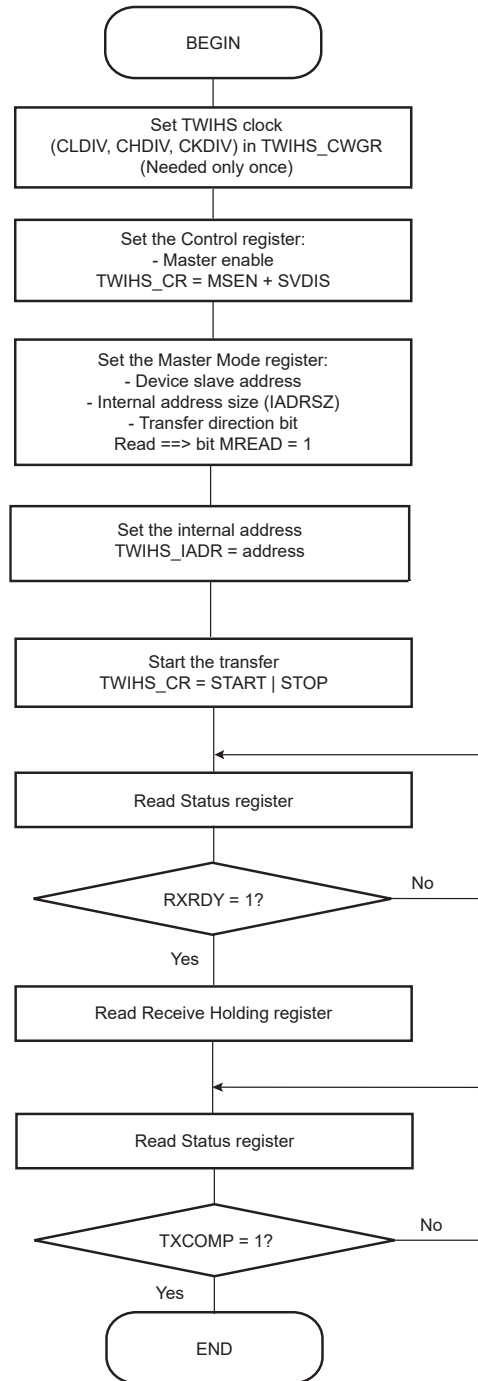 BEGIN
Set TWIHS clock
(CLDIV, CHDIV, CKDIV) in TWIHS_CWGR
(Needed only once)
Set the Control register:
- Master enable
TWIHS_CR = MSEN + SVDIS
Set the Master Mode register:
- Device slave address
- Internal address size (IADRSZ)
- Transfer direction bit
Read ==> bit MREAD = 1
Set the internal address
TWIHS_IADR = address
Start the transfer
TWIHS_CR = START | STOP
Read Status register
RXRDY = 1?
No
Yes
Read Receive Holding register
Read Status register
TXCOMP = 1?
No
Yes
END